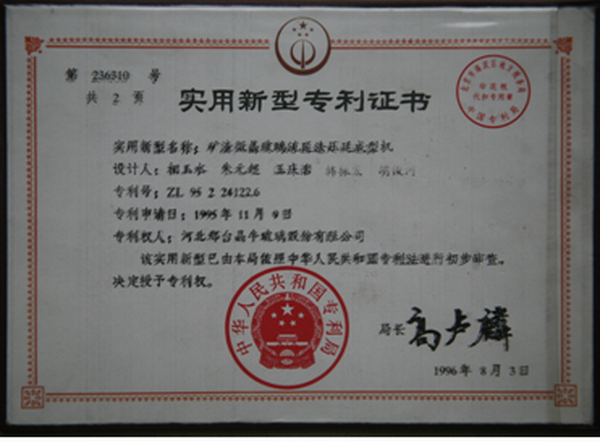 第 236310 号
共 2 页
实用新型专利证书
实用新型名称：矿渣微晶玻璃压延法成型机
设计人：朱元超
专利号：ZL 95 2 24122.6
专利申请日：1995 年 11 月 9 日
专利权人：河北邢台晶牛玻璃股份有限公司
该实用新型已由本局依照中华人民共和国专利法进行初步审查，
决定授予专利权。
中华人民共和国专利局
局长 高卢麟
1996 年 8 月 3 日